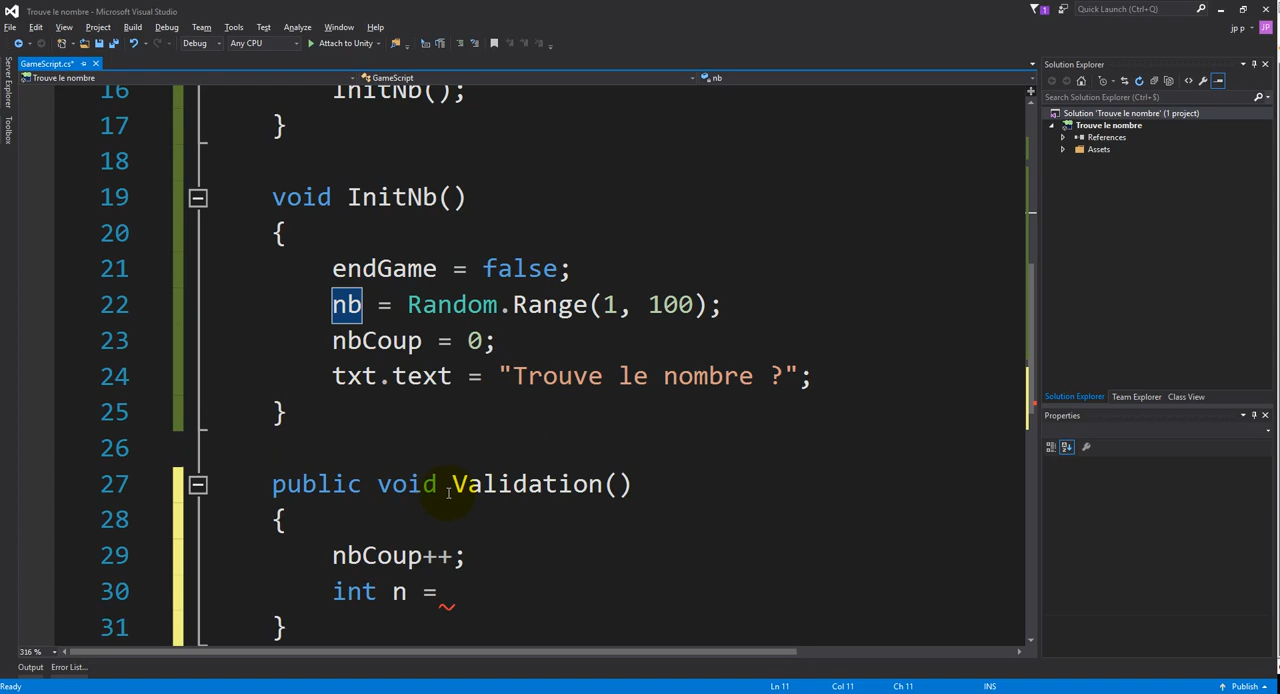 Trouve le nombre - Microsoft Visual Studio
1
Quick Launch (Ctrl+Q)
File Edit View Project Build Debug Team Tools Test Analyze Window Help
jp p
JP
Debug Any CPU Attach to Unity
Server Explorer
Toolbox
GameScript.cs*
Trouve le nombre GameScript nb
16 InitNb();
17 }
18
19 void InitNb()
20 {
21 endGame = false;
22 nb = Random.Range(1, 100);
23 nbCoup = 0;
24 txt.text = "Trouve le nombre ?";
25 }
26
27 public void Validation()
28 {
29 nbCoup++;
30 int n =
31 }
316 %
Solution Explorer
Search Solution Explorer (Ctrl+$)
Solution 'Trouve le nombre' (1 project)
Trouve le nombre
References
Assets
Solution Explorer Team Explorer Class View
Properties
Output Error List...
Ready Ln 11 Col 11 Ch 11 INS Publish